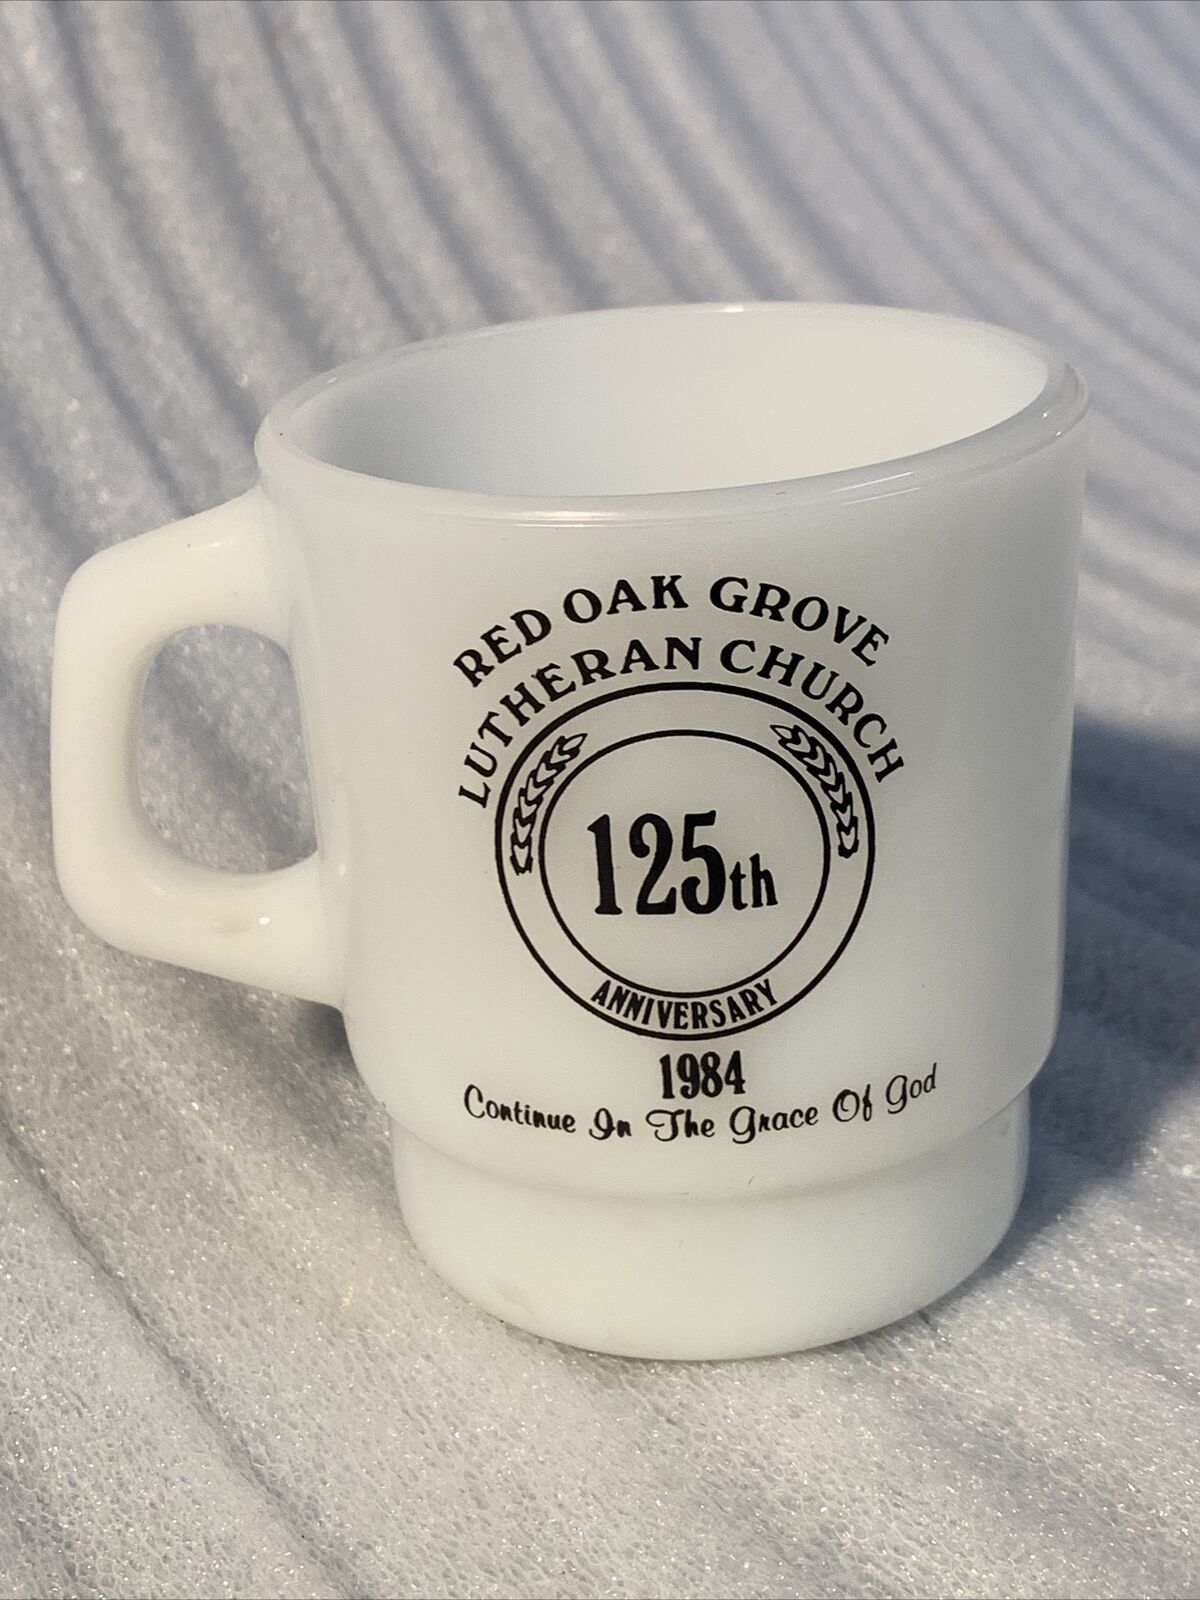 RED OAK GROVE
LUTHERAN CHURCH
125th
ANNIVERSARY
1984
Continue In The Grace Of God